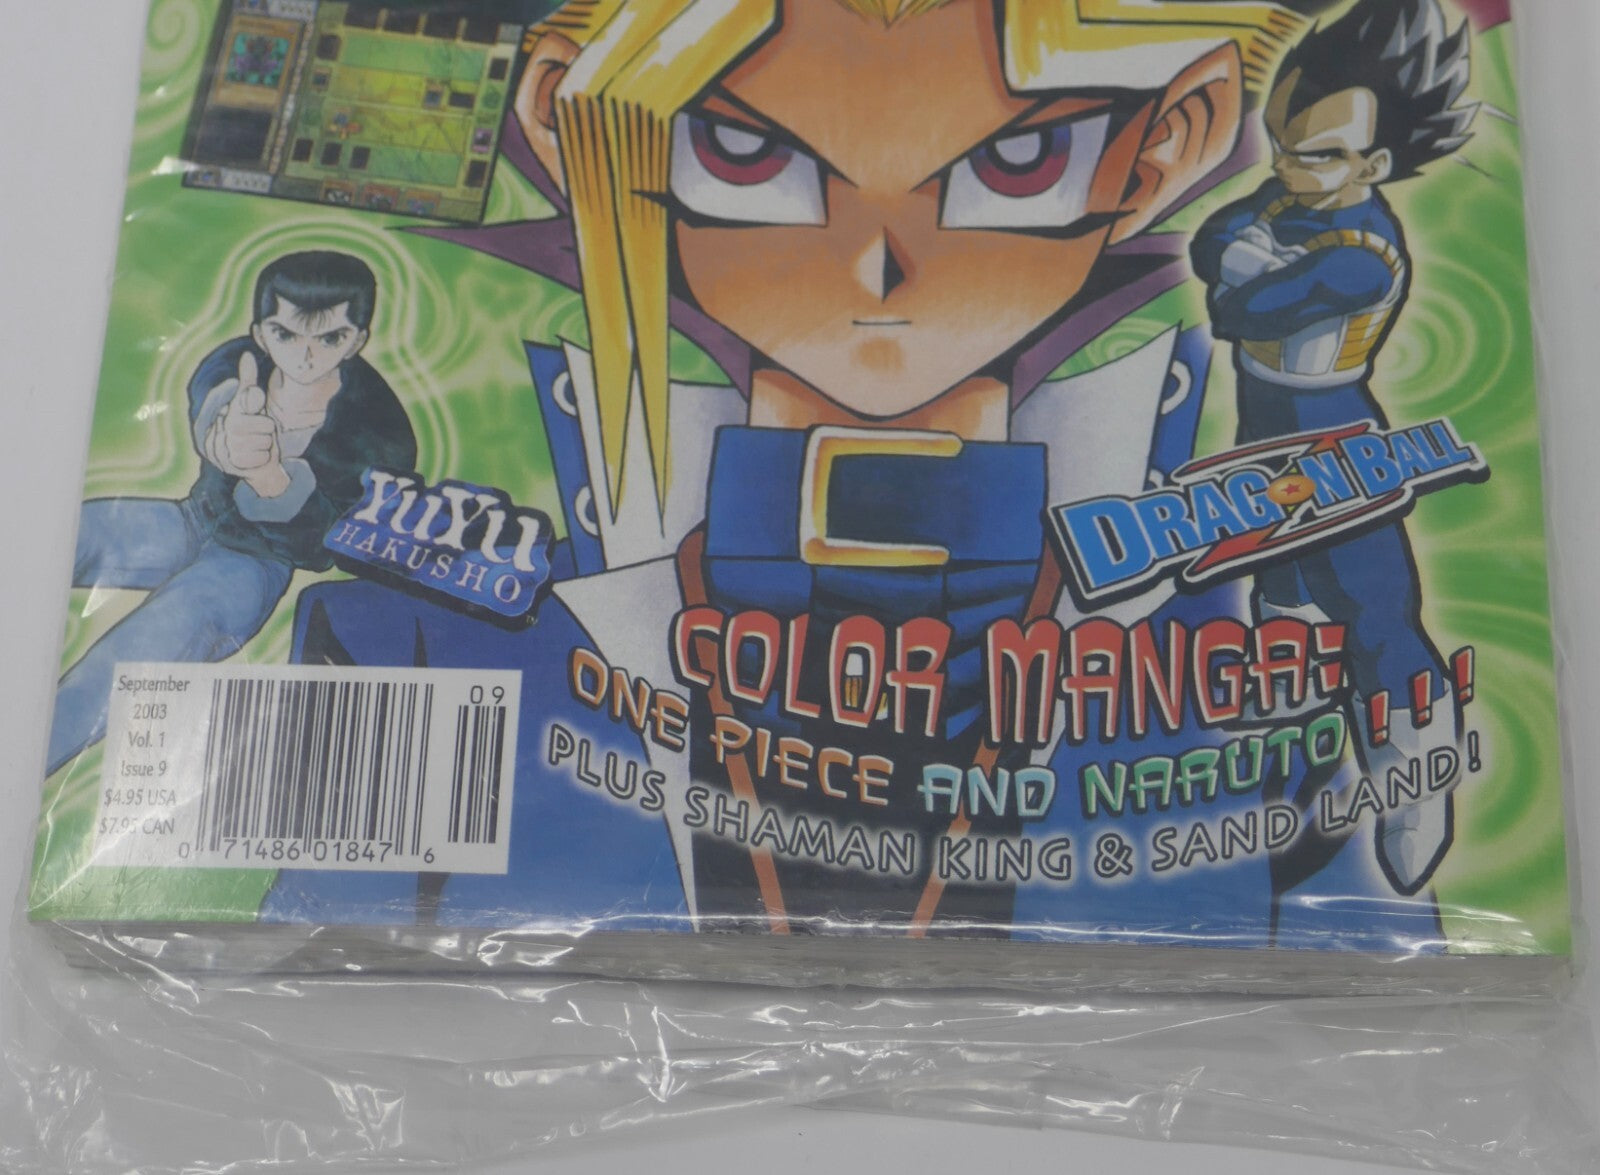 YuYu
HAKUSHO
DRAGON BALL Z
COLOR MANGA:
ONE PIECE AND NARUTO!!!
PLUS SHAMAN KING & SAND LAND!
September
2003
Vol. 1
Issue 9
$4.95 USA
$7.95 CAN
09
0 71486 01847 6